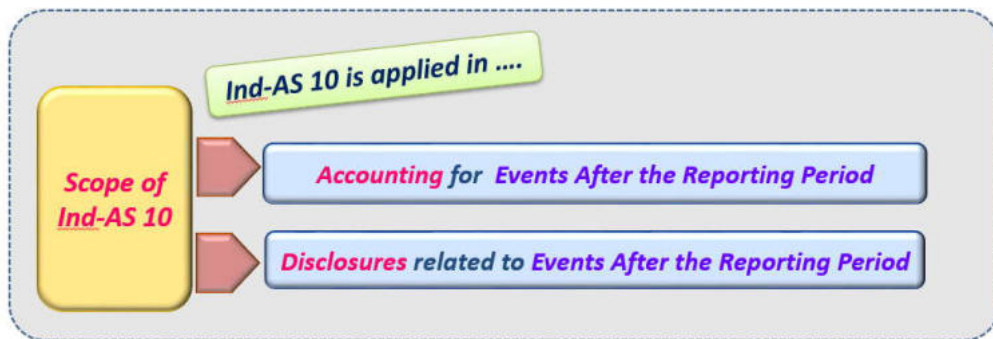 Ind-AS 10 is applied in ....
Scope of
Ind-AS 10
Accounting for Events After the Reporting Period
Disclosures related to Events After the Reporting Period